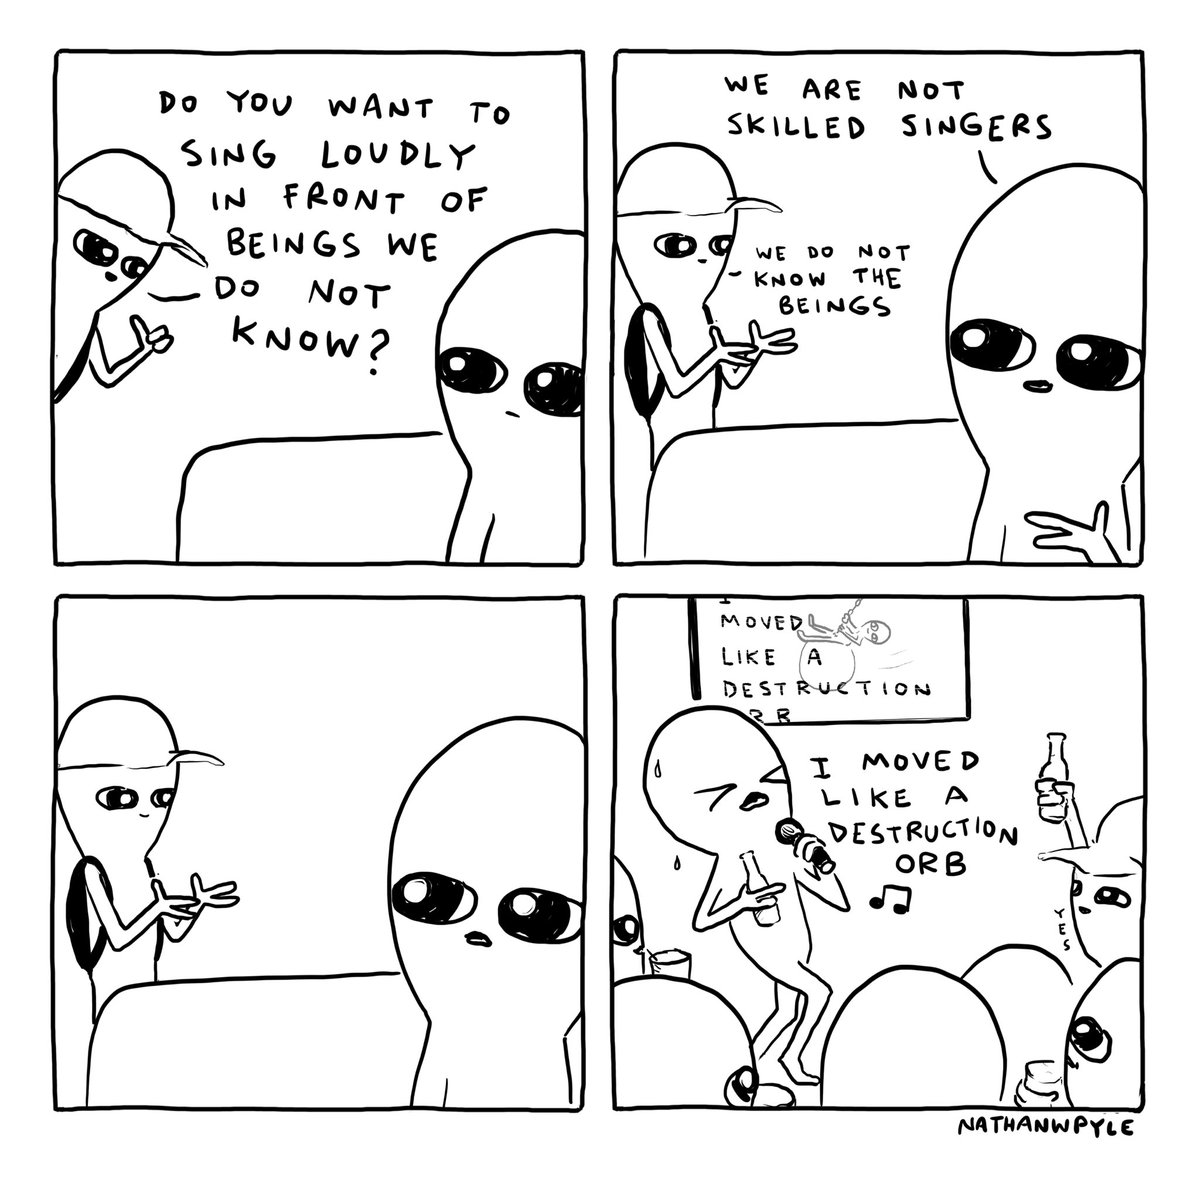 DO YOU WANT TO
SING LOUDLY
IN FRONT OF
BEINGS WE
DO NOT
KNOW?
WE ARE NOT
SKILLED SINGERS
WE DO NOT
KNOW THE
BEINGS
MOVED
LIKE A
DESTRUCTION
I MOVED
LIKE A
DESTRUCTION
ORB
YES
NATHANWPYLE